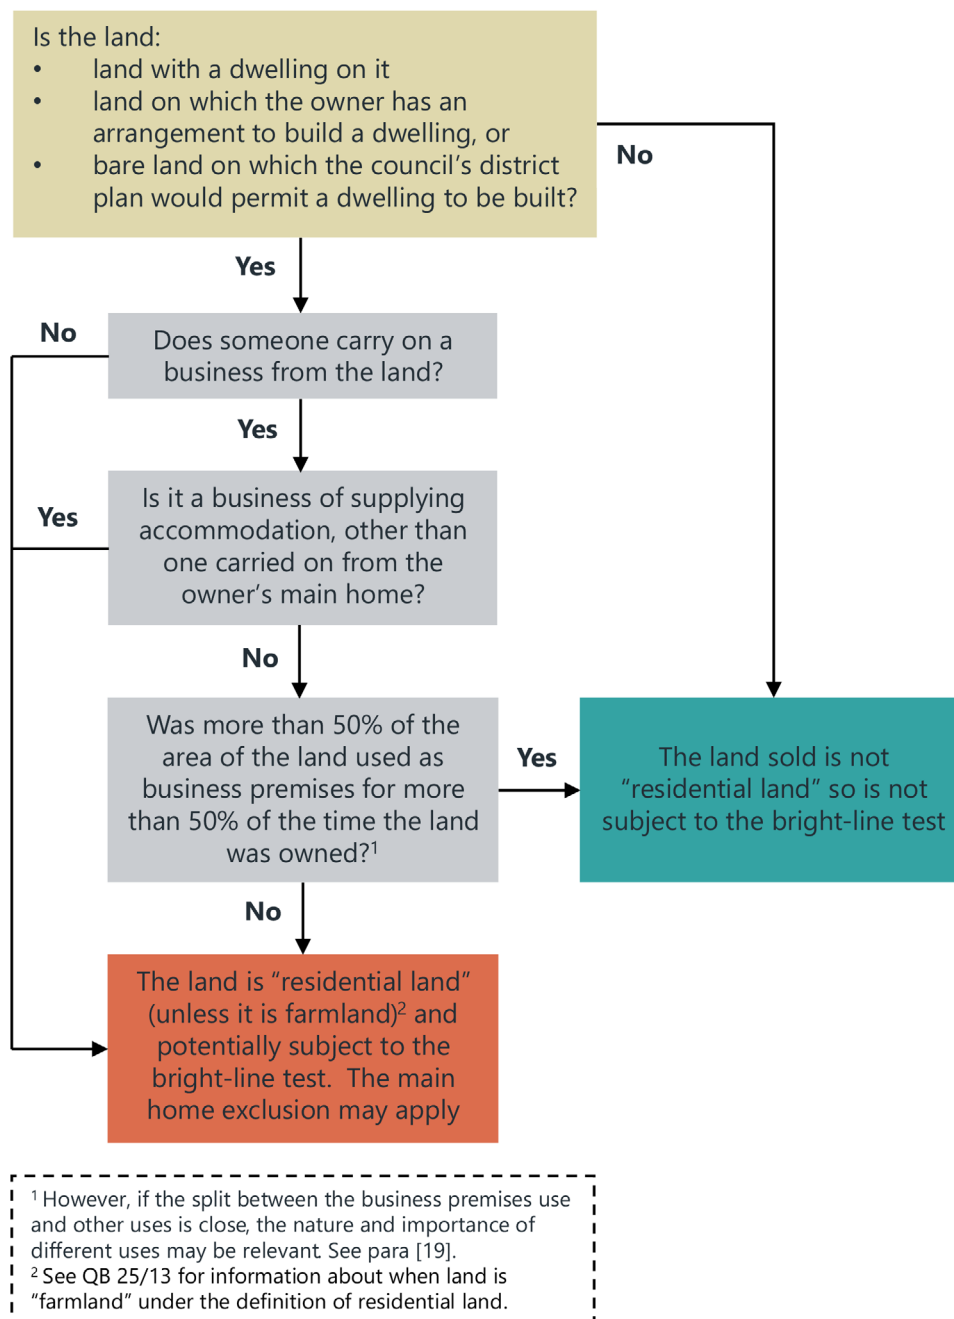 Is the land:
• land with a dwelling on it
• land on which the owner has an
arrangement to build a dwelling, or
• bare land on which the council’s district
plan would permit a dwelling to be built?
No
Yes
No
Does someone carry on a
business from the land?
Yes
Yes
Is it a business of supplying
accommodation, other than
one carried on from the
owner’s main home?
No
Was more than 50% of the
area of the land used as
business premises for more
than 50% of the time the land
was owned?¹
Yes
The land sold is not
“residential land” so is not
subject to the bright-line test
No
The land is “residential land”
(unless it is farmland)² and
potentially subject to the
bright-line test.  The main
home exclusion may apply
¹ However, if the split between the business premises use
and other uses is close, the nature and importance of
different uses may be relevant. See para [19].
² See QB 25/13 for information about when land is
“farmland” under the definition of residential land.